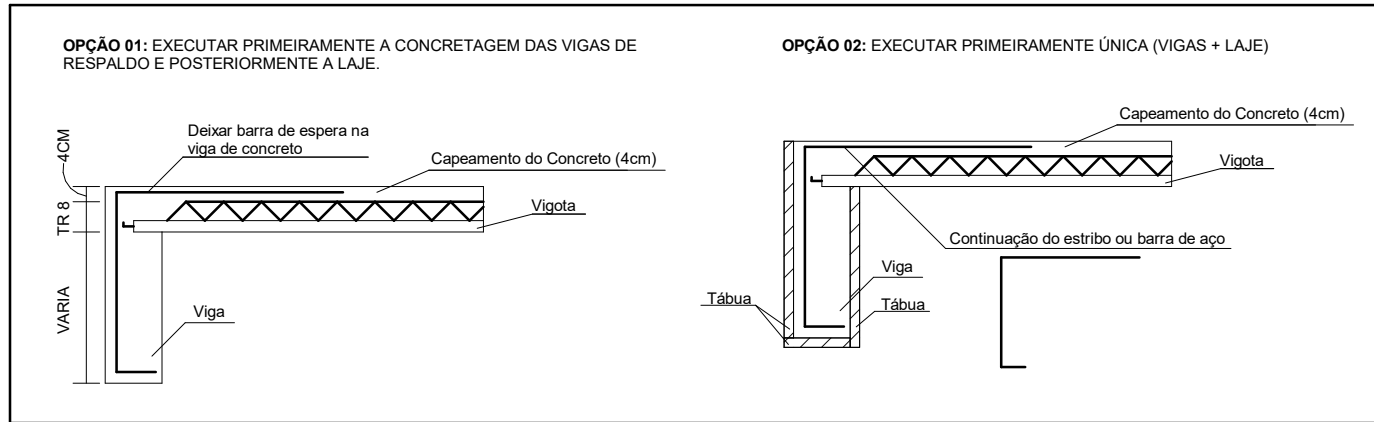 OPÇÃO 01: EXECUTAR PRIMEIRAMENTE A CONCRETAGEM DAS VIGAS DE
RESPALDO E POSTERIORMENTE A LAJE.
4CM
TR 8
VARIA
Deixar barra de espera na
viga de concreto
Capeamento do Concreto (4cm)
Vigota
Viga
OPÇÃO 02: EXECUTAR PRIMEIRAMENTE ÚNICA (VIGAS + LAJE)
Capeamento do Concreto (4cm)
Vigota
Continuação do estribo ou barra de aço
Viga
Tábua
Tábua